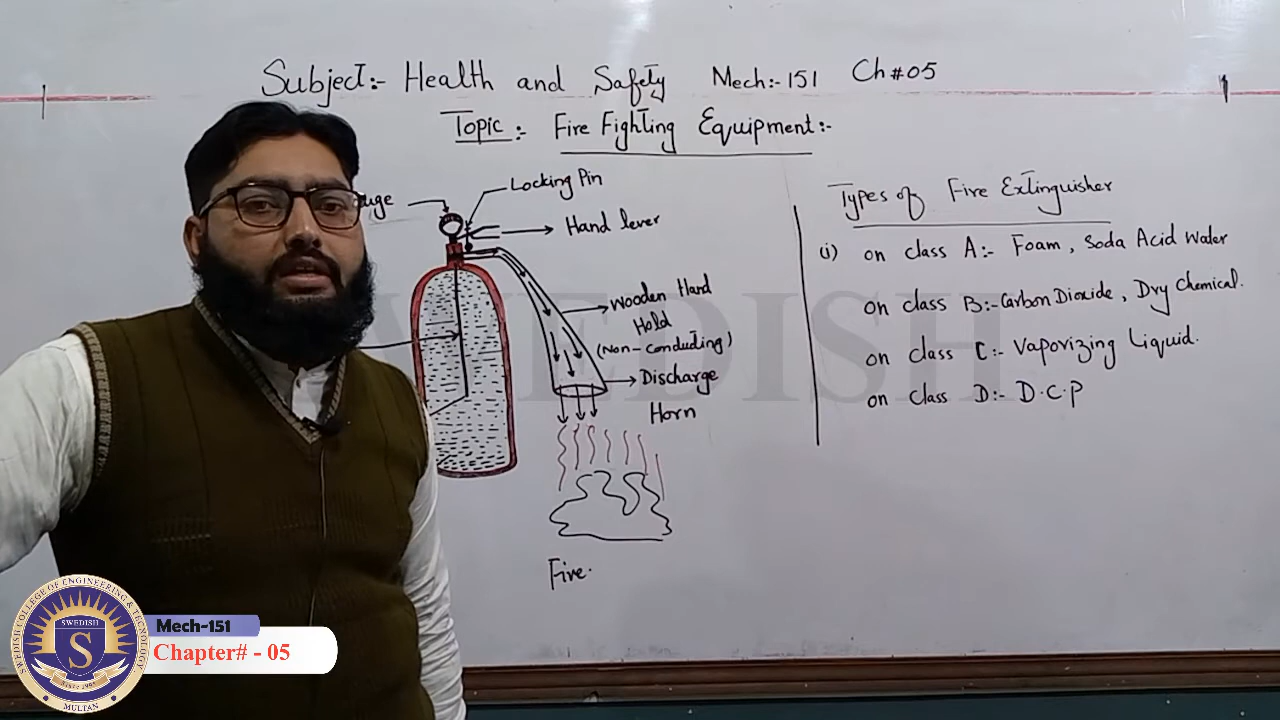 Subject:- Health and Safety Mech:-151 Ch#05
Topic:- Fire Fighting Equipment:-
Locking Pin
Hand lever
Wooden Hard
Hold
(Non-conducting)
Discharge
Horn
Fire.
Types of Fire Extinguisher
(i) on class A:- Foam, Soda Acid Water
on class B:- Carbon Dioxide, Dry Chemical.
on class C:- Vaporizing Liquid.
on class D:- D.C.P
SWEDISH
SWEDISH COLLEGE OF ENGINEERING & TECHNOLOGY
SWEDISH
S
MULTAN
Mech-151
Chapter# - 05